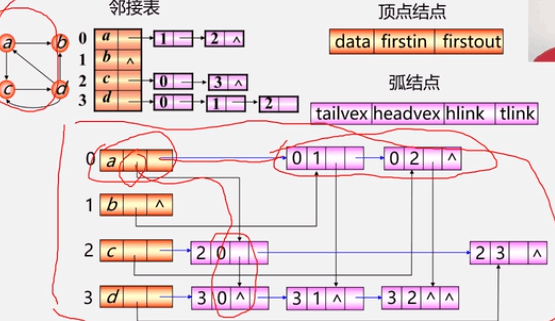 邻接表
顶点结点
a b
c d
0 a 1 2 ^
1 b ^
2 c 0 3 ^
3 d 0 1 2
data firstin firstout
弧结点
tailvex headvex hlink tlink
0 a 0 1 0 2 ^
1 b ^
2 c 2 0 2 3 ^
3 d 3 0 ^ 3 1 ^ 3 2 ^ ^